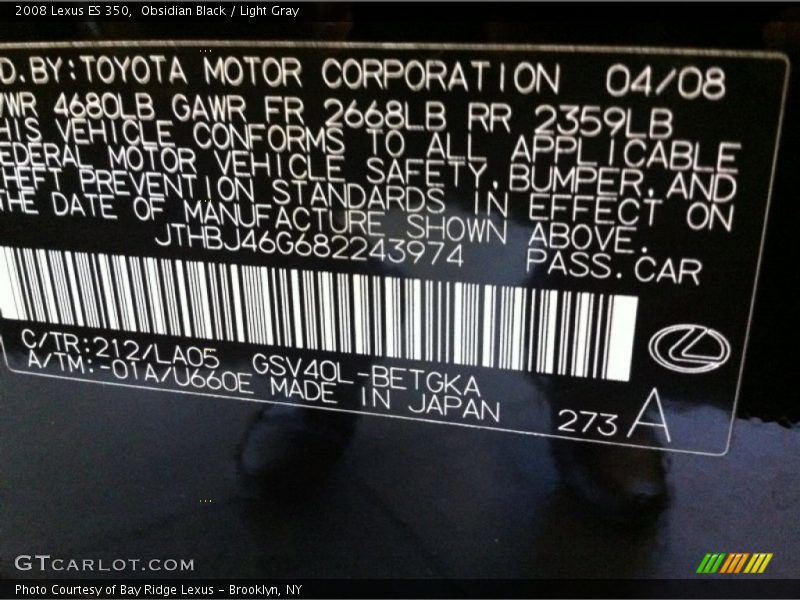 2008 Lexus ES 350,  Obsidian Black / Light Gray
D.BY:TOYOTA MOTOR CORPORATION 04/08
WR 4680LB GAWR FR 2668LB RR 2359LB
HIS VEHICLE CONFORMS TO ALL APPLICABLE
EDERAL MOTOR VEHICLE SAFETY,BUMPER,AND
HEFT PREVENTION STANDARDS IN EFFECT ON
THE DATE OF MANUFACTURE SHOWN ABOVE.
JTHBJ46G682243974 PASS.CAR
C/TR:212/LA05 GSV40L-BETGKA
A/TM:-01A/U660E MADE IN JAPAN 273 A
GTCARLOT.COM
Photo Courtesy of Bay Ridge Lexus – Brooklyn, NY